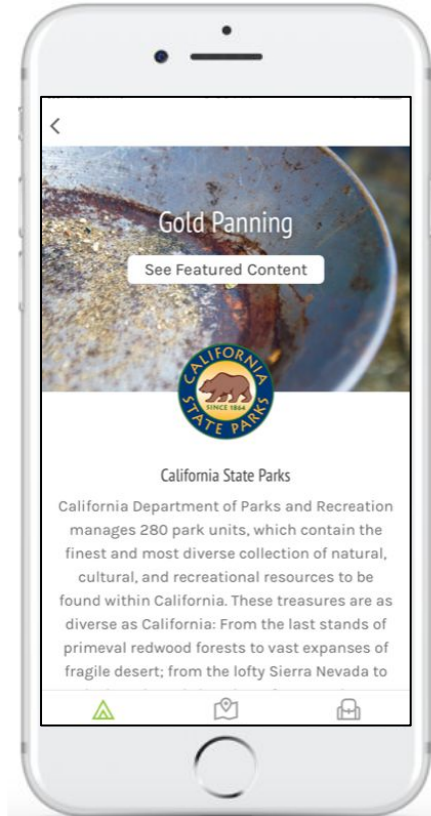 Gold Panning
See Featured Content
CALIFORNIA
SINCE 1864
STATE PARKS
California State Parks
California Department of Parks and Recreation
manages 280 park units, which contain the
finest and most diverse collection of natural,
cultural, and recreational resources to be
found within California. These treasures are as
diverse as California: From the last stands of
primeval redwood forests to vast expanses of
fragile desert; from the lofty Sierra Nevada to